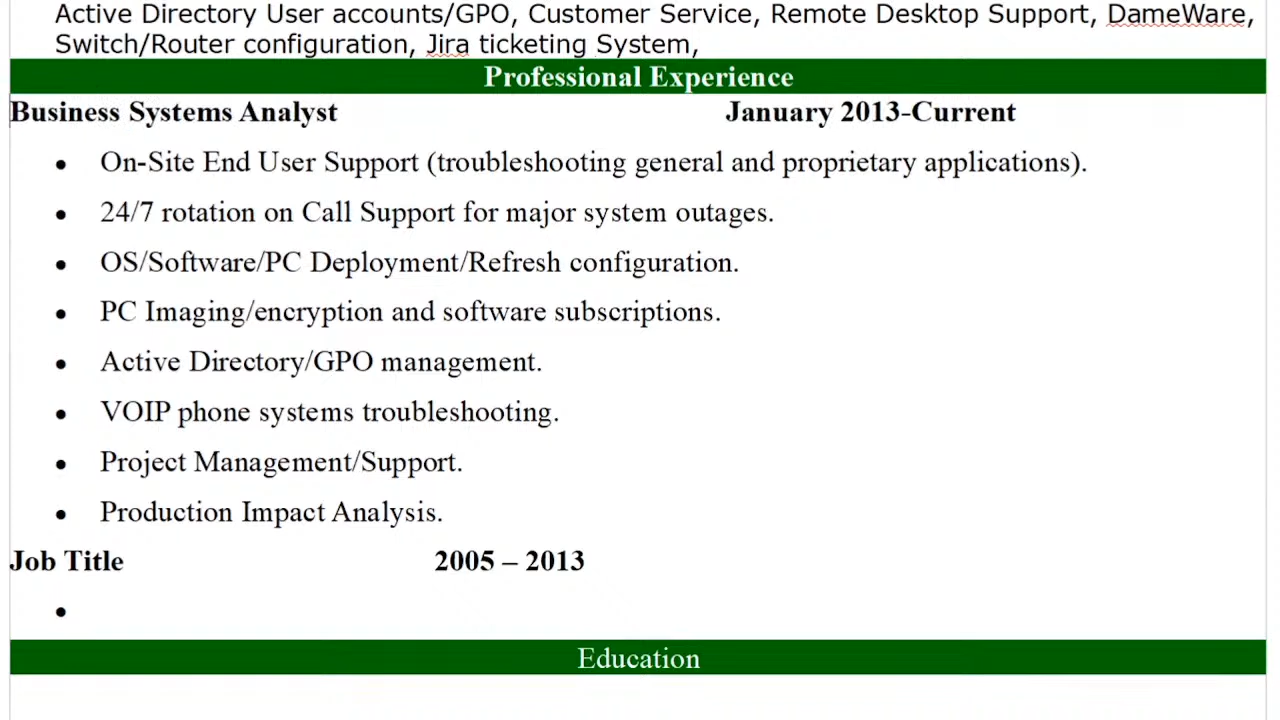 Active Directory User accounts/GPO, Customer Service, Remote Desktop Support, DameWare,
Switch/Router configuration, Jira ticketing System,
Professional Experience
Business Systems Analyst January 2013-Current
• On-Site End User Support (troubleshooting general and proprietary applications).
• 24/7 rotation on Call Support for major system outages.
• OS/Software/PC Deployment/Refresh configuration.
• PC Imaging/encryption and software subscriptions.
• Active Directory/GPO management.
• VOIP phone systems troubleshooting.
• Project Management/Support.
• Production Impact Analysis.
Job Title 2005 – 2013
•
Education